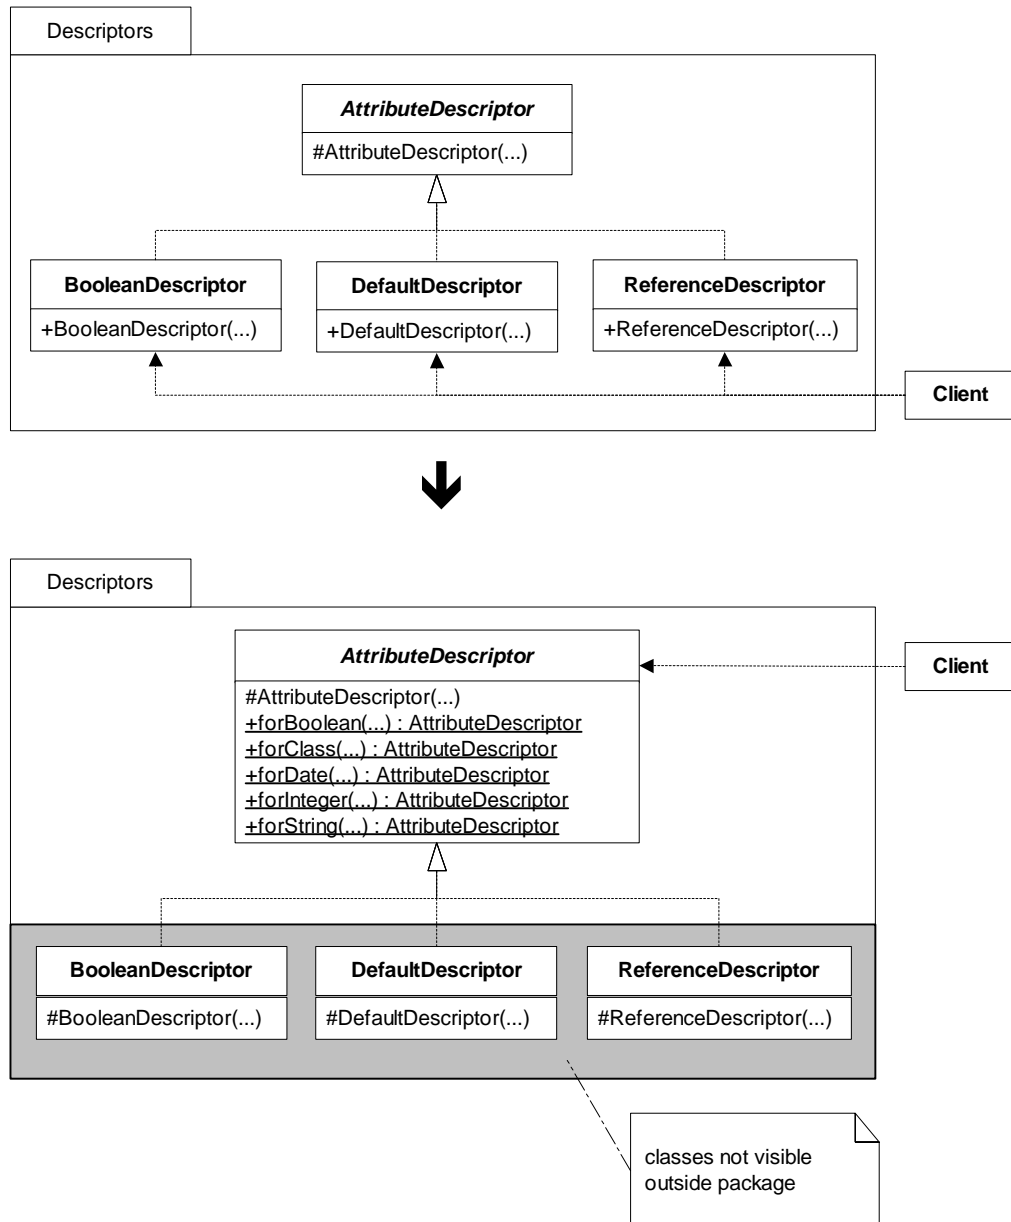 Descriptors
AttributeDescriptor
#AttributeDescriptor(...)
BooleanDescriptor
+BooleanDescriptor(...)
DefaultDescriptor
+DefaultDescriptor(...)
ReferenceDescriptor
+ReferenceDescriptor(...)
Client
Descriptors
AttributeDescriptor
#AttributeDescriptor(...)
+forBoolean(...) : AttributeDescriptor
+forClass(...) : AttributeDescriptor
+forDate(...) : AttributeDescriptor
+forInteger(...) : AttributeDescriptor
+forString(...) : AttributeDescriptor
Client
BooleanDescriptor
#BooleanDescriptor(...)
DefaultDescriptor
#DefaultDescriptor(...)
ReferenceDescriptor
#ReferenceDescriptor(...)
classes not visible
outside package